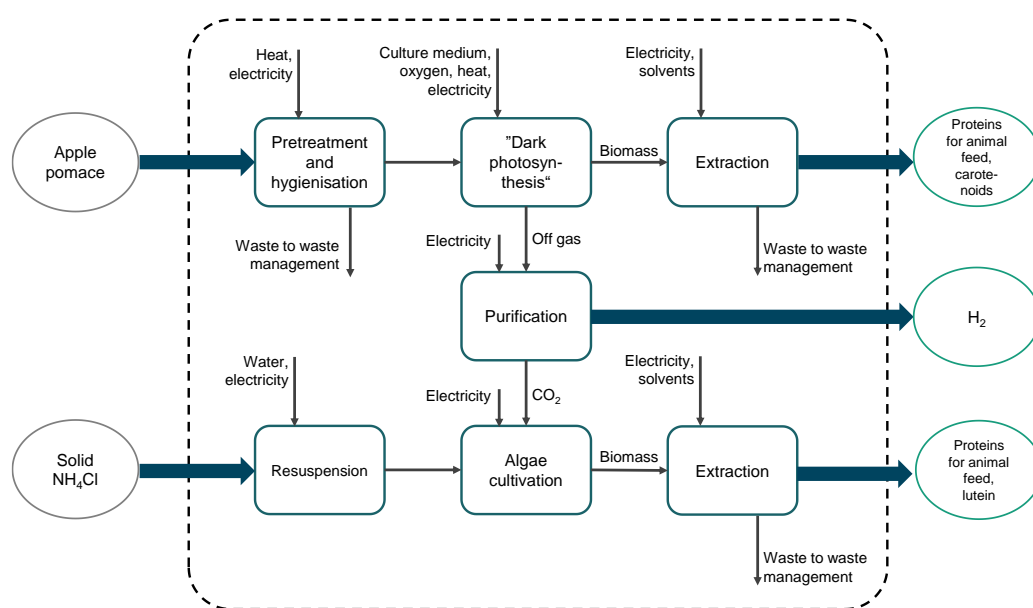 Heat,
electricity
Culture medium,
oxygen, heat,
electricity
Electricity,
solvents
Apple
pomace
Pretreatment and
hygienisation
”Dark
photosyn-
thesis“
Biomass
Extraction
Proteins
for animal
feed,
carote-
noids
Waste to waste
management
Electricity
Off gas
Waste to waste
management
Purification
H₂
Water,
electricity
Electricity
CO₂
Electricity,
solvents
Solid
NH₄Cl
Resuspension
Algae
cultivation
Biomass
Extraction
Proteins
for animal
feed,
lutein
Waste to waste
management